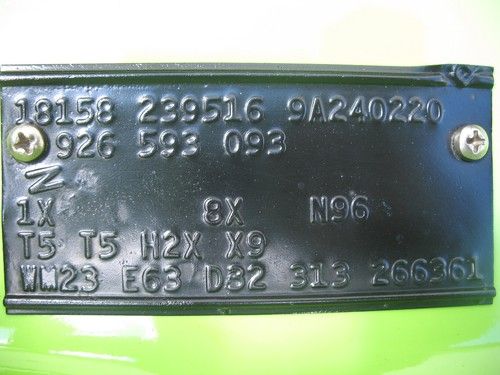 18158 239516 9A240220
926 593 093
N
1X 8X N96
T5 T5 H2X X9
WM23 E63 D32 313 266361